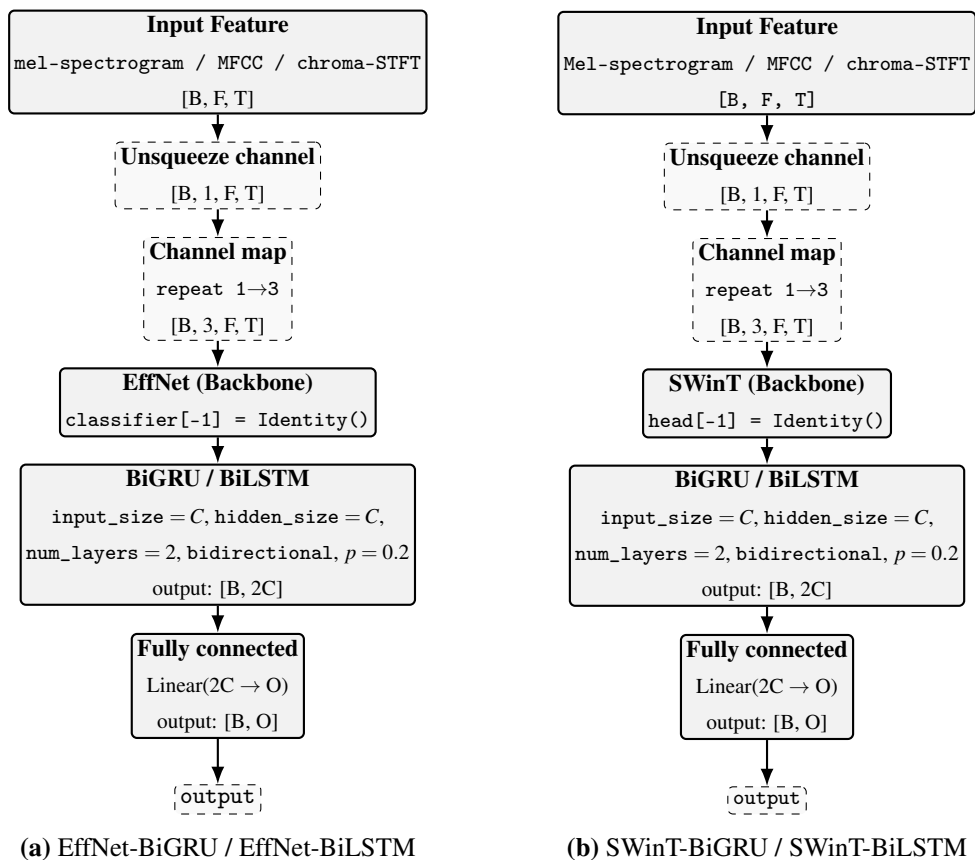 Input Feature
mel-spectrogram / MFCC / chroma-STFT
[B, F, T]
Unsqueeze channel
[B, 1, F, T]
Channel map
repeat 1→3
[B, 3, F, T]
EffNet (Backbone)
classifier[-1] = Identity()
BiGRU / BiLSTM
input_size = C, hidden_size = C,
num_layers = 2, bidirectional, p = 0.2
output: [B, 2C]
Fully connected
Linear(2C → O)
output: [B, O]
output
(a) EffNet-BiGRU / EffNet-BiLSTM
Input Feature
Mel-spectrogram / MFCC / chroma-STFT
[B, F, T]
Unsqueeze channel
[B, 1, F, T]
Channel map
repeat 1→3
[B, 3, F, T]
SWinT (Backbone)
head[-1] = Identity()
BiGRU / BiLSTM
input_size = C, hidden_size = C,
num_layers = 2, bidirectional, p = 0.2
output: [B, 2C]
Fully connected
Linear(2C → O)
output: [B, O]
output
(b) SWinT-BiGRU / SWinT-BiLSTM